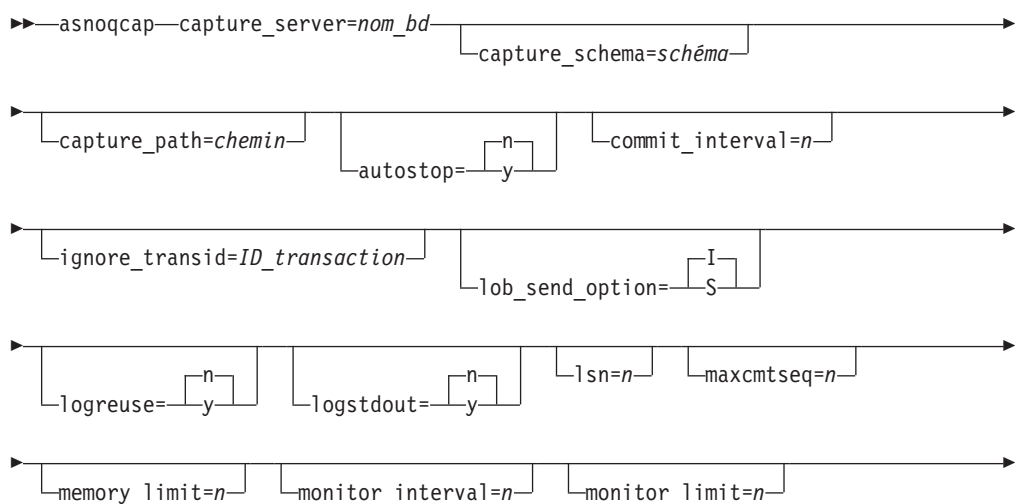 asnoqcap capture_server=nom_bd
capture_schema=schéma
capture_path=chemin
n
commit_interval=n
autostop= y
ignore_transid=ID_transaction
I
lob_send_option= S
n
n
lsn=n
maxcmtseq=n
logreuse= y
logstdout= y
memory_limit=n
monitor_interval=n
monitor_limit=n